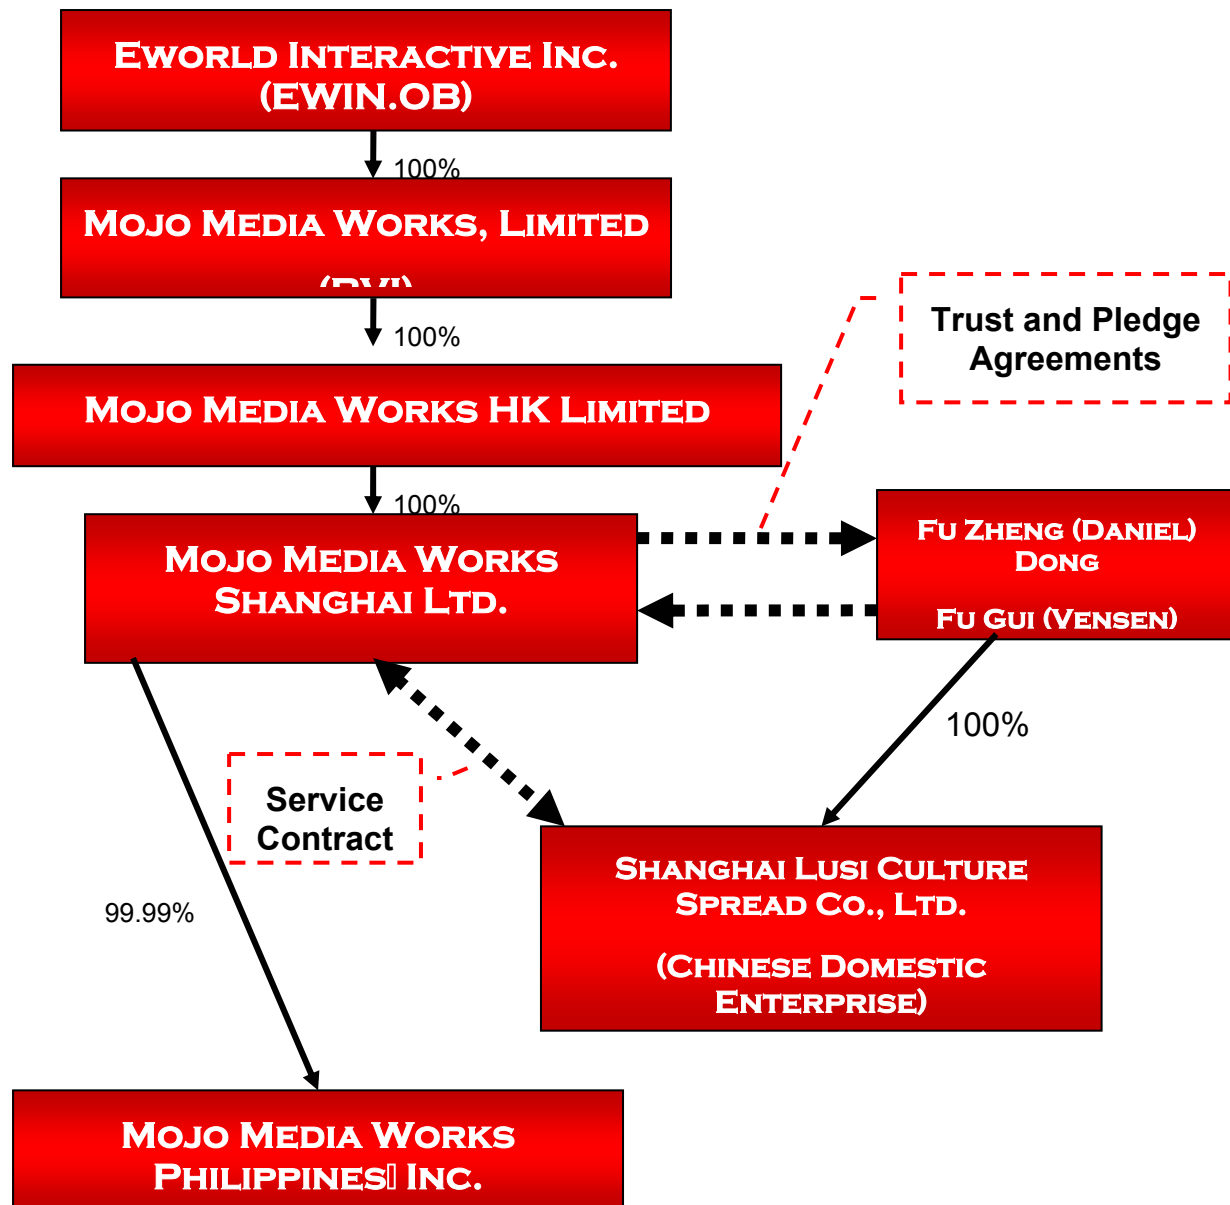 Eworld Interactive Inc.
(EWIN.OB)
100%
Mojo Media Works, Limited
100%
Trust and Pledge
Agreements
Mojo Media Works HK Limited
100%
Mojo Media Works
Shanghai Ltd.
Fu Zheng (Daniel)
Dong
Fu Gui (Vensen)
100%
Service
Contract
99.99%
Shanghai Lusi Culture
Spread Co., Ltd.
(Chinese Domestic
Enterprise)
Mojo Media Works
Philippines Inc.